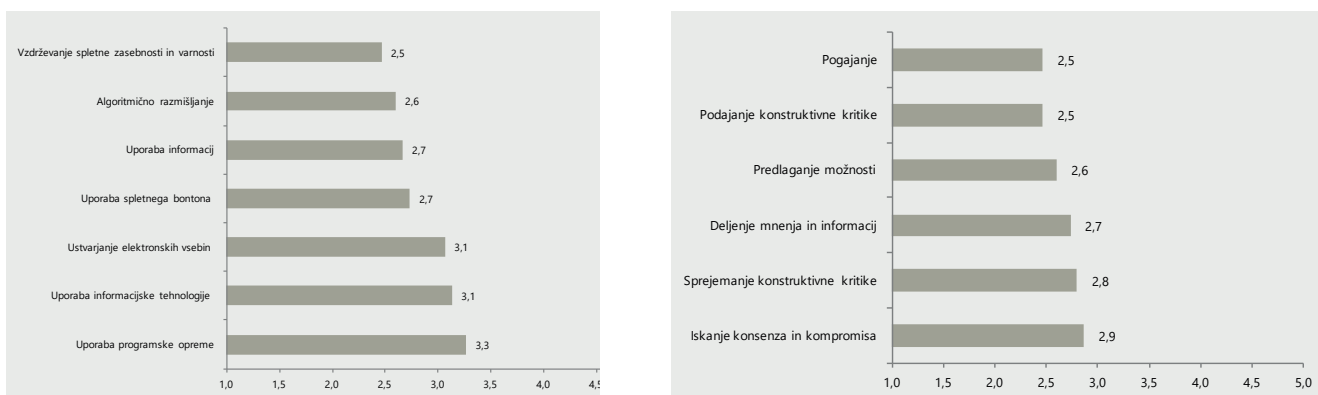 Vzdrževanje spletne zasebnosti in varnosti 2,5
Algoritmično razmišljanje 2,6
Uporaba informacij 2,7
Uporaba spletnega bontona 2,7
Ustvarjanje elektronskih vsebin 3,1
Uporaba informacijske tehnologije 3,1
Uporaba programske opreme 3,3
1,0 1,5 2,0 2,5 3,0 3,5 4,0 4,5
Pogajanje 2,5
Podajanje konstruktivne kritike 2,5
Predlaganje možnosti 2,6
Deljenje mnenja in informacij 2,7
Sprejemanje konstruktivne kritike 2,8
Iskanje konsenza in kompromisa 2,9
1,0 1,5 2,0 2,5 3,0 3,5 4,0 4,5 5,0